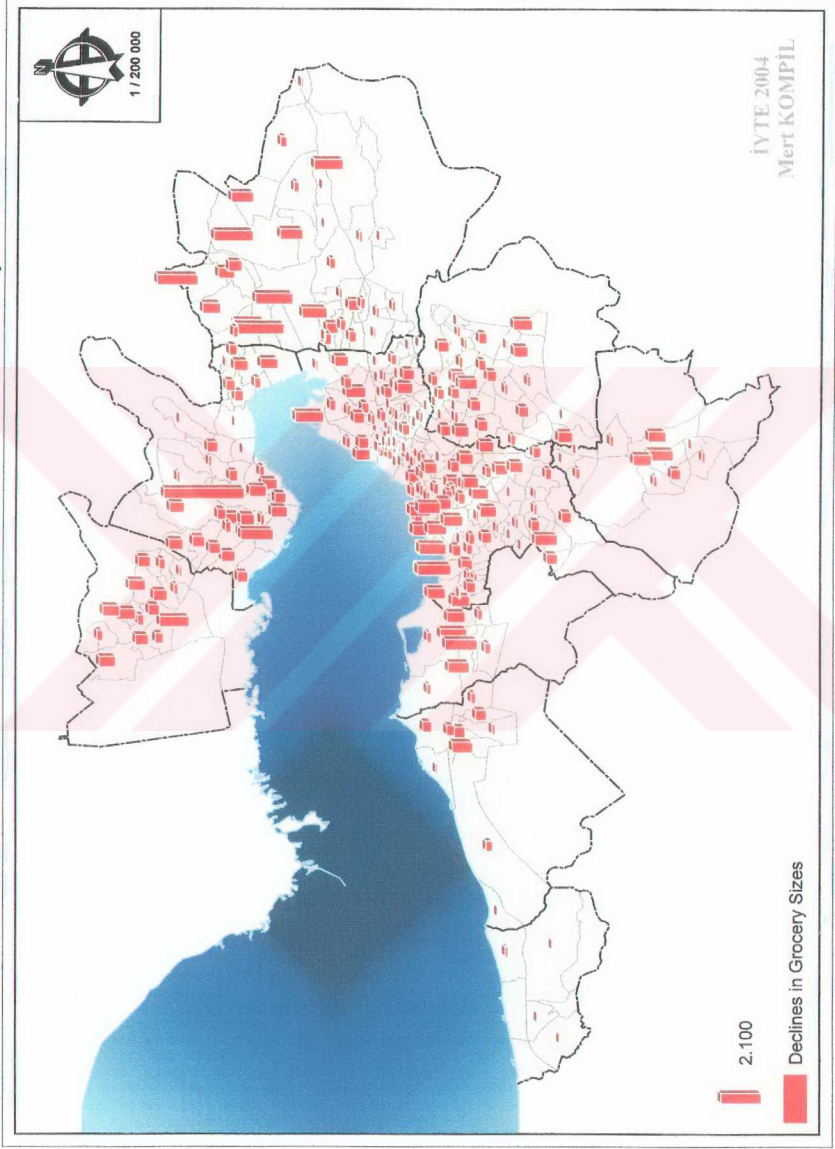 N
1 / 200 000
İYTE 2004
Mert KOMPİL
2.100
Declines in Grocery Sizes